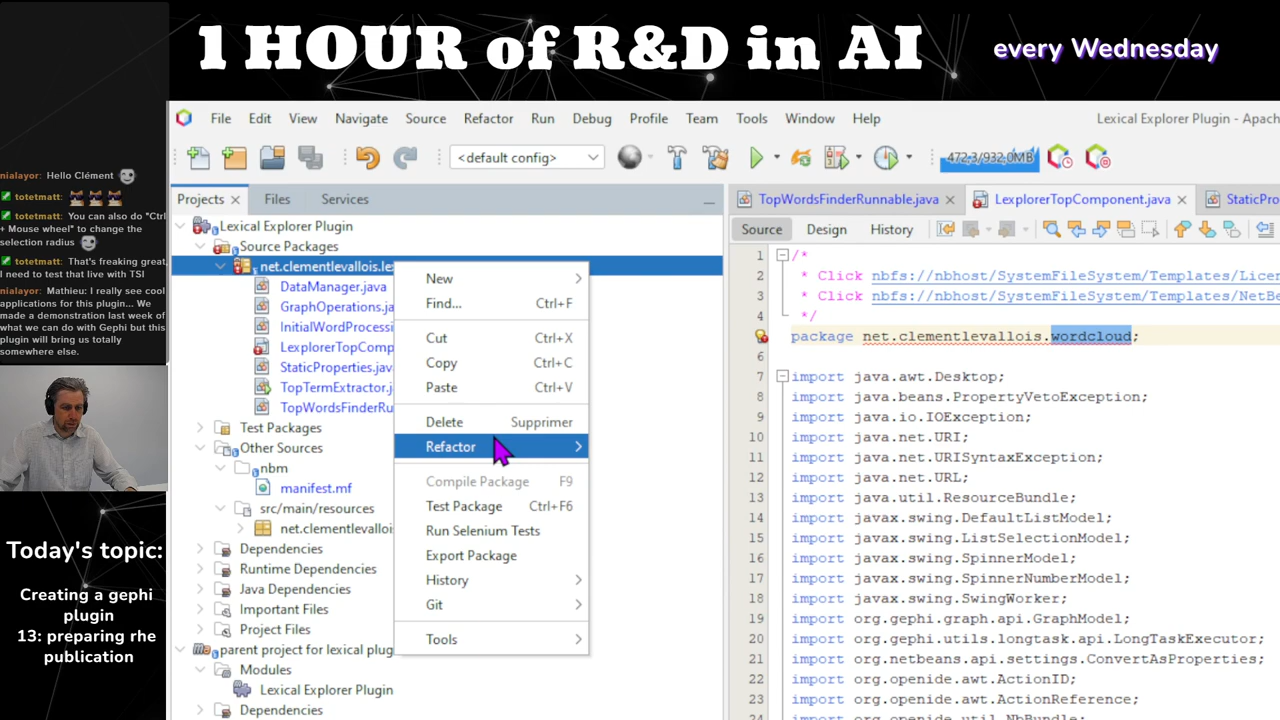 1 HOUR of R&D in AI
every Wednesday
nialayor: Hello Clément
totetmatt:
totetmatt: You can also do "Ctrl
+ Mouse wheel" to change the
selection radius
totetmatt: That's freaking great,
I need to test that live with TSI
nialayor: Mathieu: I really see cool
applications for this plugin... We
made a demonstration last week of
what we can do with Gephi but this
plugin will bring us totally
somewhere else.
Today's topic:
Creating a gephi
plugin
13: preparing rhe
publication
File Edit View Navigate Source Refactor Run Debug Profile Team Tools Window Help
Lexical Explorer Plugin - Apach
<default config>
472,3/932,0MB
Projects Files Services
Lexical Explorer Plugin
Source Packages
net.clementlevallois.le
DataManager.java
GraphOperations.ja
InitialWordProcessi
LexplorerTopComp
StaticProperties.java
TopTermExtractor.j
TopWordsFinderRu
Test Packages
Other Sources
nbm
manifest.mf
src/main/resources
net.clementlevallois
Dependencies
Runtime Dependencies
Java Dependencies
Important Files
Project Files
parent project for lexical plug
Modules
Lexical Explorer Plugin
Dependencies
New
Find... Ctrl+F
Cut Ctrl+X
Copy Ctrl+C
Paste Ctrl+V
Delete Supprimer
Refactor
Compile Package F9
Test Package Ctrl+F6
Run Selenium Tests
Export Package
History
Git
Tools
TopWordsFinderRunnable.java LexplorerTopComponent.java StaticPro
Source Design History
1 /*
2 * Click nbfs://nbhost/SystemFileSystem/Templates/Licen
3 * Click nbfs://nbhost/SystemFileSystem/Templates/NetBe
4 */
package net.clementlevallois.wordcloud;
6
7 import java.awt.Desktop;
8 import java.beans.PropertyVetoException;
9 import java.io.IOException;
10 import java.net.URI;
11 import java.net.URISyntaxException;
12 import java.net.URL;
13 import java.util.ResourceBundle;
14 import javax.swing.DefaultListModel;
15 import javax.swing.ListSelectionModel;
16 import javax.swing.SpinnerModel;
17 import javax.swing.SpinnerNumberModel;
18 import javax.swing.SwingWorker;
19 import org.gephi.graph.api.GraphModel;
20 import org.gephi.utils.longtask.api.LongTaskExecutor;
21 import org.netbeans.api.settings.ConvertAsProperties;
22 import org.openide.awt.ActionID;
23 import org.openide.awt.ActionReference;
24 import org.openide.util.NbBundle;